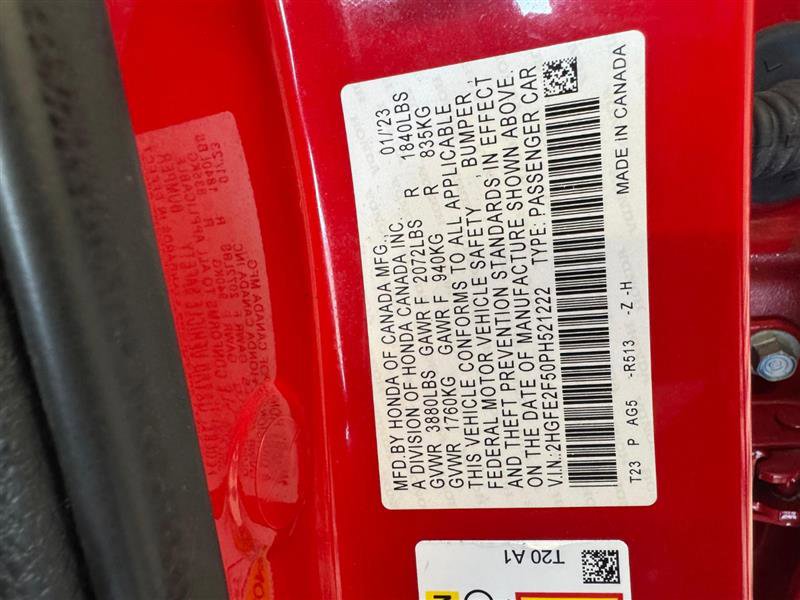 MFD.BY HONDA OF CANADA MFG., 01/'23
A DIVISION OF HONDA CANADA INC.
GVWR 3880LBS GAWR F 2072LBS R 1840LBS
GVWR 1760KG GAWR F 940KG R 835KG
THIS VEHICLE CONFORMS TO ALL APPLICABLE
FEDERAL MOTOR VEHICLE SAFETY , BUMPER,
AND THEFT PREVENTION STANDARDS, IN EFFECT
ON THE DATE OF MANUFACTURE SHOWN ABOVE.
V.I.N.:2HGFE2F50PH521222 TYPE: PASSENGER CAR
T23 P AG5 -R513 -Z -H MADE IN CANADA
T20 A1